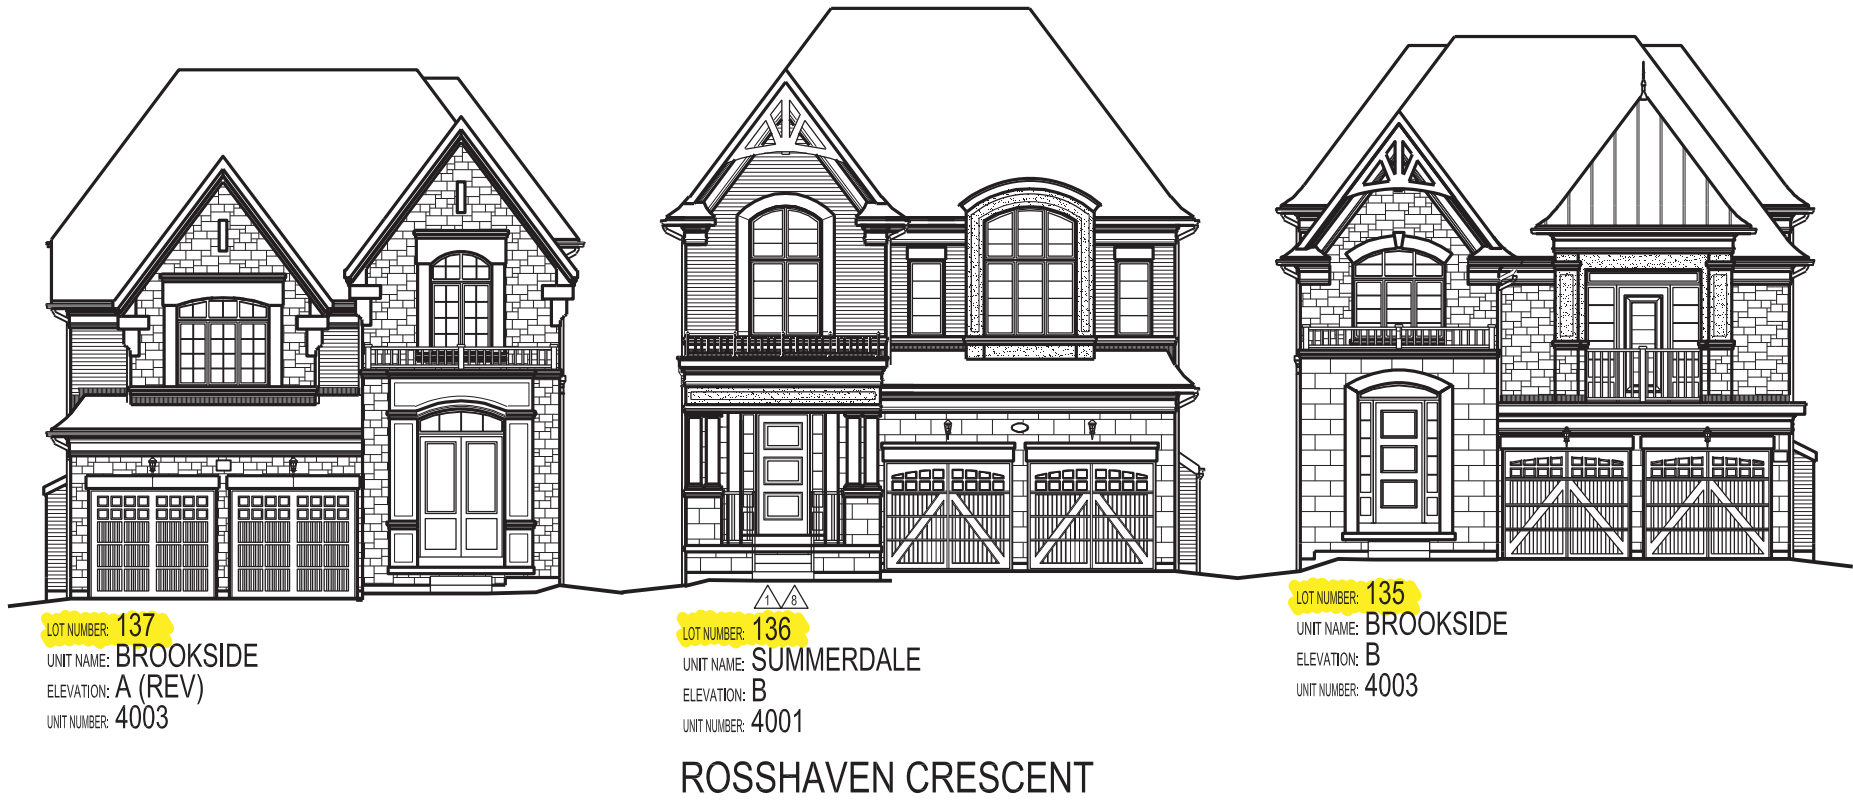 LOT NUMBER: 137
UNIT NAME: BROOKSIDE
ELEVATION: A (REV)
UNIT NUMBER: 4003
1 8
LOT NUMBER: 136
UNIT NAME: SUMMERDALE
ELEVATION: B
UNIT NUMBER: 4001
LOT NUMBER: 135
UNIT NAME: BROOKSIDE
ELEVATION: B
UNIT NUMBER: 4003
ROSSHAVEN CRESCENT